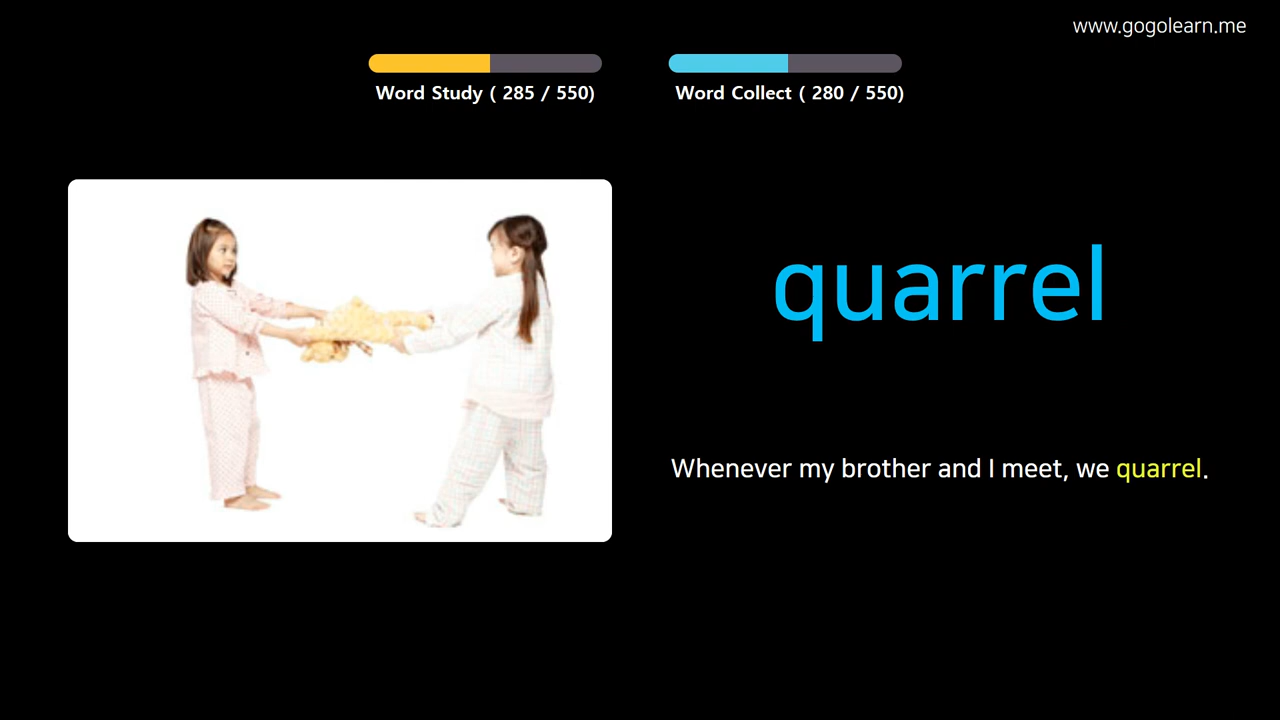 www.gogolearn.me
Word Study ( 285 / 550)
Word Collect ( 280 / 550)
quarrel
Whenever my brother and I meet, we quarrel.